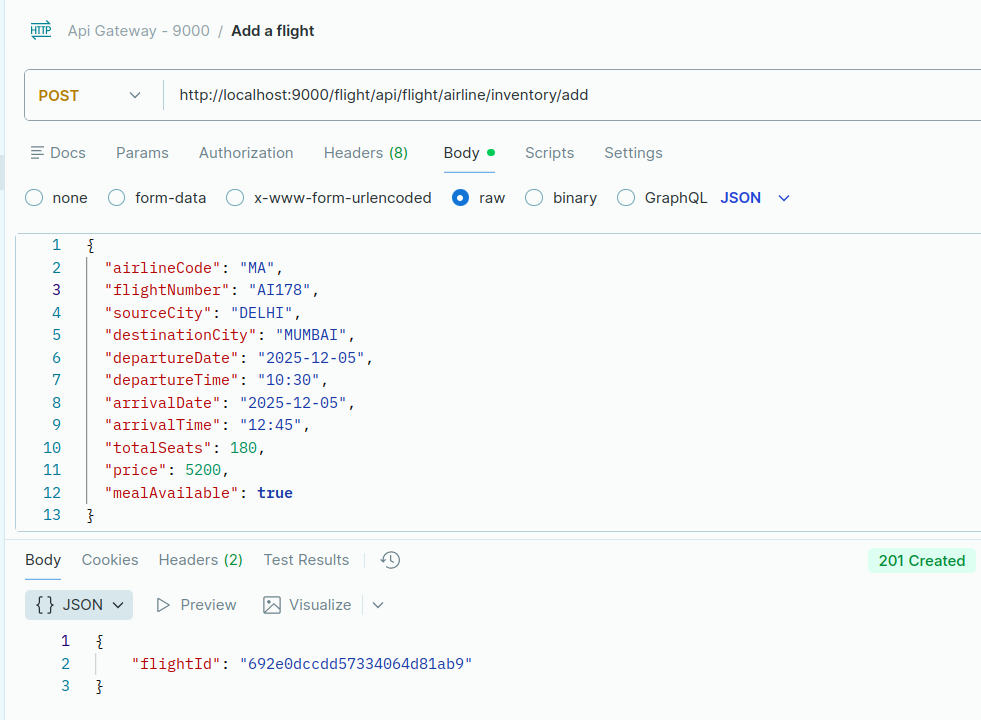 HTTP Api Gateway - 9000 / Add a flight
POST http://localhost:9000/flight/api/flight/airline/inventory/add
Docs Params Authorization Headers (8) Body Scripts Settings
none form-data x-www-form-urlencoded raw binary GraphQL JSON
1 {
2 "airlineCode": "MA",
3 "flightNumber": "AI178",
4 "sourceCity": "DELHI",
5 "destinationCity": "MUMBAI",
6 "departureDate": "2025-12-05",
7 "departureTime": "10:30",
8 "arrivalDate": "2025-12-05",
9 "arrivalTime": "12:45",
10 "totalSeats": 180,
11 "price": 5200,
12 "mealAvailable": true
13 }
Body Cookies Headers (2) Test Results 201 Created
{} JSON Preview Visualize
1 {
2 "flightId": "692e0dccdd57334064d81ab9"
3 }